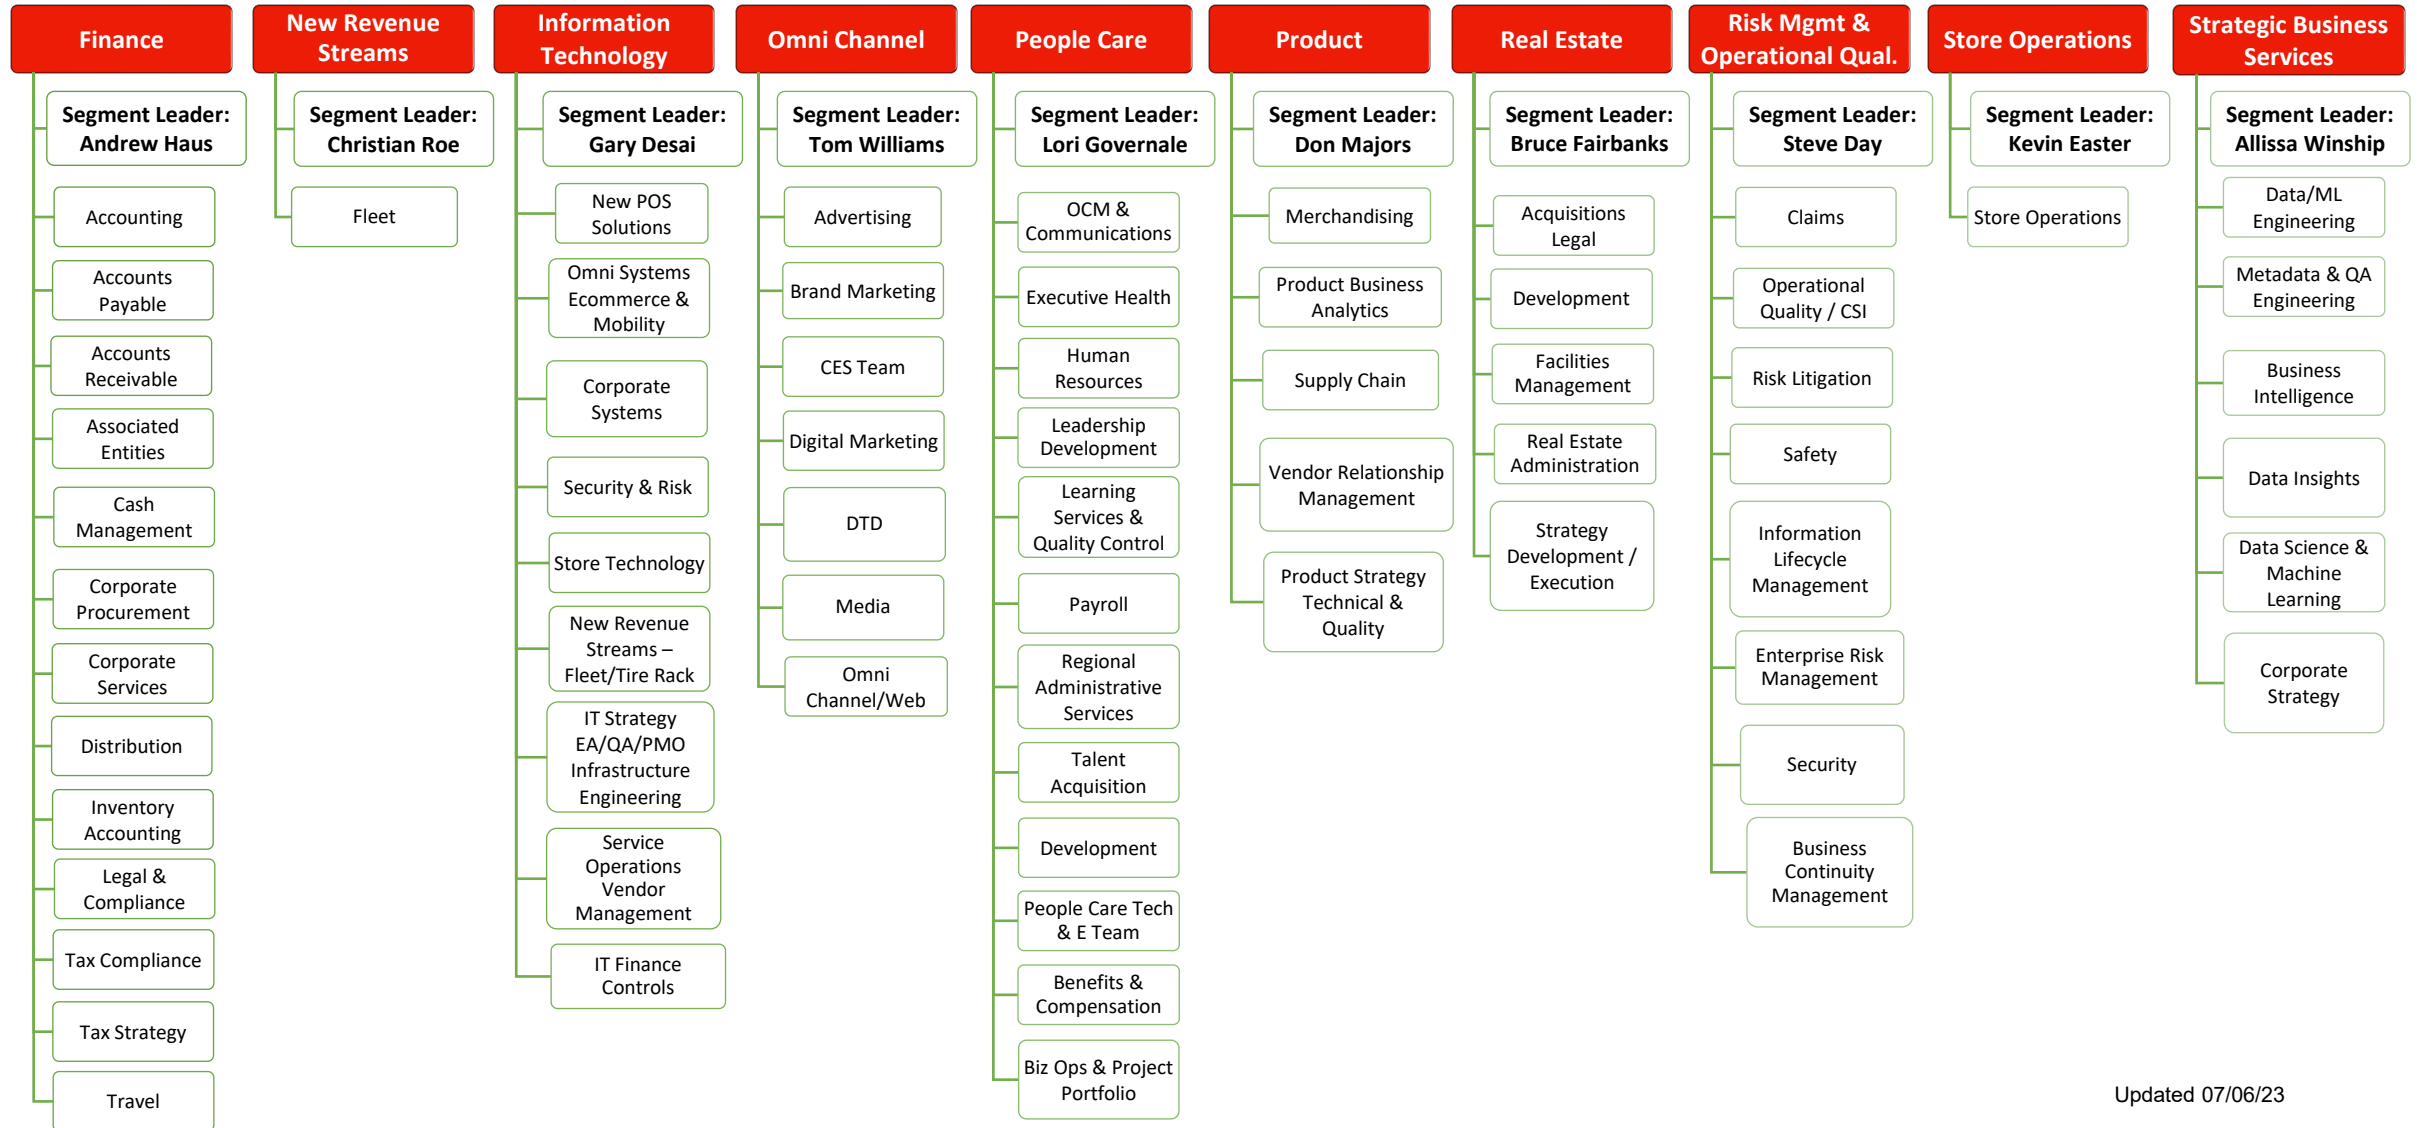 Finance
Segment Leader:
Andrew Haus
Accounting
Accounts
Payable
Accounts
Receivable
Associated
Entities
Cash
Management
Corporate
Procurement
Corporate
Services
Distribution
Inventory
Accounting
Legal &
Compliance
Tax Compliance
Tax Strategy
Travel
New Revenue
Streams
Segment Leader:
Christian Roe
Fleet
Information
Technology
Segment Leader:
Gary Desai
New POS
Solutions
Omni Systems
Ecommerce &
Mobility
Corporate
Systems
Security & Risk
Store Technology
New Revenue
Streams –
Fleet/Tire Rack
IT Strategy
EA/QA/PMO
Infrastructure
Engineering
Service
Operations
Vendor
Management
IT Finance
Controls
Omni Channel
Segment Leader:
Tom Williams
Advertising
Brand Marketing
CES Team
Digital Marketing
DTD
Media
Omni
Channel/Web
People Care
Segment Leader:
Lori Governale
OCM &
Communications
Executive Health
Human
Resources
Leadership
Development
Learning
Services &
Quality Control
Payroll
Regional
Administrative
Services
Talent
Acquisition
Development
People Care Tech
& E Team
Benefits &
Compensation
Biz Ops & Project
Portfolio
Product
Segment Leader:
Don Majors
Merchandising
Product Business
Analytics
Supply Chain
Vendor Relationship
Management
Product Strategy
Technical &
Quality
Real Estate
Segment Leader:
Bruce Fairbanks
Acquisitions
Legal
Development
Facilities
Management
Real Estate
Administration
Strategy
Development /
Execution
Risk Mgmt &
Operational Qual.
Segment Leader:
Steve Day
Claims
Operational
Quality / CSI
Risk Litigation
Safety
Information
Lifecycle
Management
Enterprise Risk
Management
Security
Business
Continuity
Management
Store Operations
Segment Leader:
Kevin Easter
Store Operations
Strategic Business
Services
Segment Leader:
Allissa Winship
Data/ML
Engineering
Metadata & QA
Engineering
Business
Intelligence
Data Insights
Data Science &
Machine
Learning
Corporate
Strategy
Updated 07/06/23